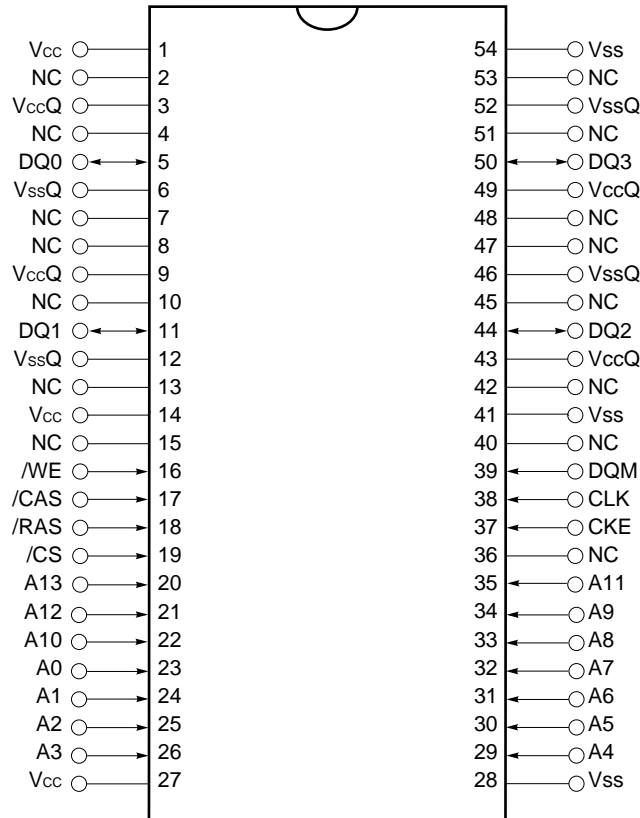 Vcc 1 54 Vss
NC 2 53 NC
VccQ 3 52 VssQ
NC 4 51 NC
DQ0 5 50 DQ3
VssQ 6 49 VccQ
NC 7 48 NC
NC 8 47 NC
VccQ 9 46 VssQ
NC 10 45 NC
DQ1 11 44 DQ2
VssQ 12 43 VccQ
NC 13 42 NC
Vcc 14 41 Vss
NC 15 40 NC
/WE 16 39 DQM
/CAS 17 38 CLK
/RAS 18 37 CKE
/CS 19 36 NC
A13 20 35 A11
A12 21 34 A9
A10 22 33 A8
A0 23 32 A7
A1 24 31 A6
A2 25 30 A5
A3 26 29 A4
Vcc 27 28 Vss